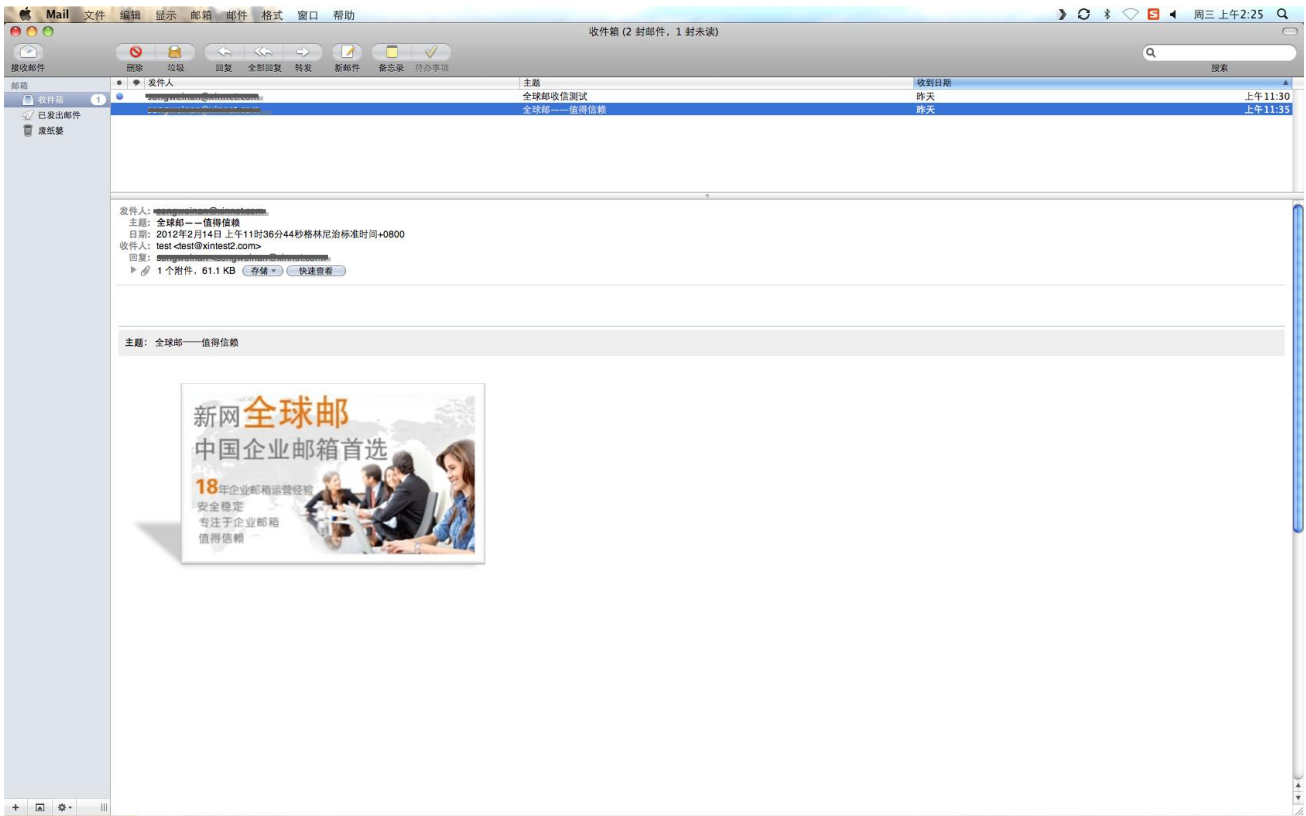 Mail 文件 编辑 显示 邮箱 邮件 格式 窗口 帮助 周三 上午2:25
收件箱 (2 封邮件，1 封未读)
接收邮件 删除 垃圾 回复 全部回复 转发 新邮件 备忘录 待办事项 搜索
邮箱
收件箱 1
已发出邮件
废纸篓
发件人 主题 收到日期
全球邮收信测试 昨天 上午11:30
全球邮——值得信赖 昨天 上午11:35
发件人:
主题: 全球邮——值得信赖
日期: 2012年2月14日 上午11时36分44秒格林尼治标准时间+0800
收件人: test <test@xintest2.com>
回复:
1 个附件，61.1 KB 存储 快速查看
主题： 全球邮——值得信赖
新网全球邮
中国企业邮箱首选
18年企业邮箱运营经验
安全稳定
专注于企业邮箱
值得信赖